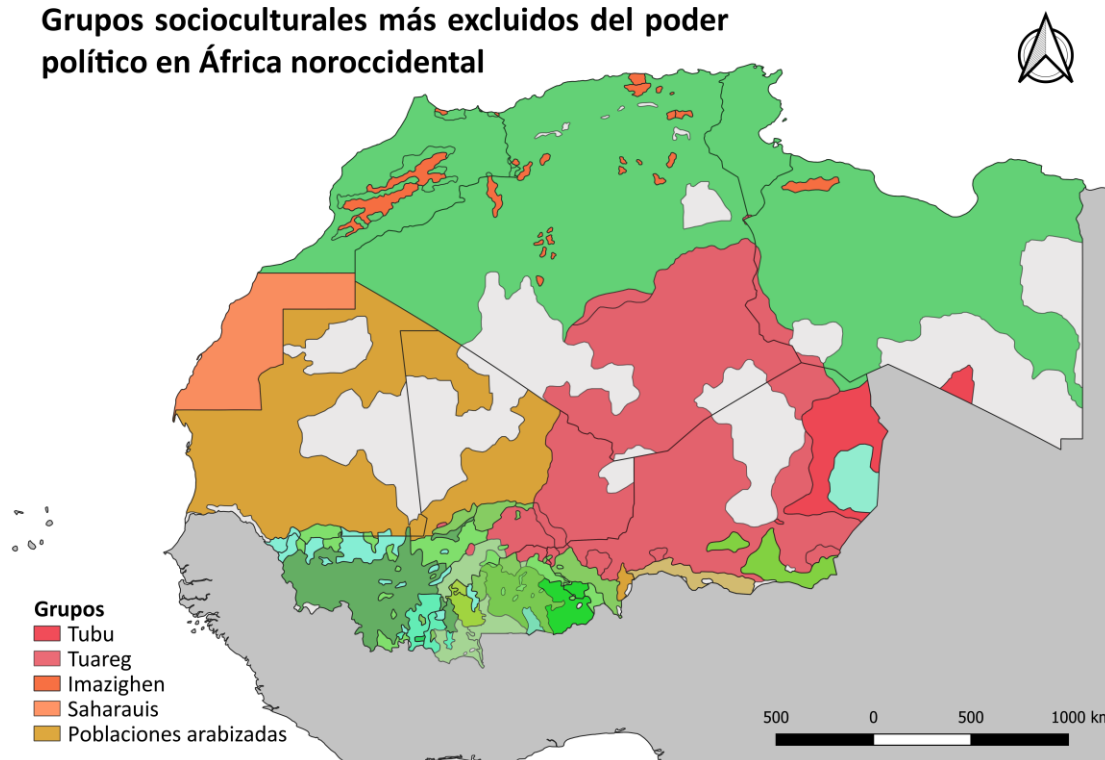 Grupos socioculturales más excluidos del poder
político en África noroccidental
Grupos
Tubu
Tuareg
Imazighen
Saharauis
Poblaciones arabizadas
500 0 500 1000 km